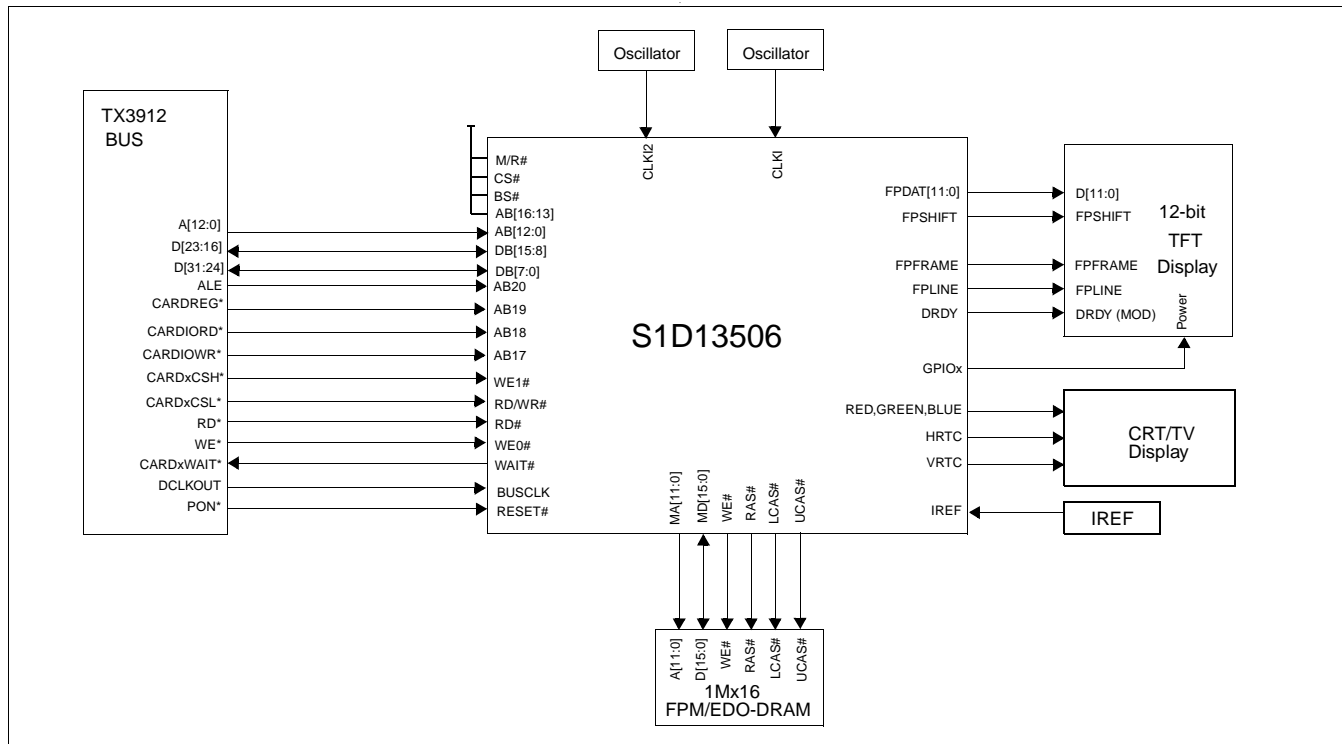 Oscillator
Oscillator
TX3912
BUS
A[12:0]
D[23:16]
D[31:24]
ALE
CARDREG*
CARDIORD*
CARDIOWR*
CARDxCSH*
CARDxCSL*
RD*
WE*
CARDxWAIT*
DCLKOUT
PON*
CLKI2
CLKI
M/R#
CS#
BS#
AB[16:13]
AB[12:0]
DB[15:8]
DB[7:0]
AB20
AB19
AB18
AB17
WE1#
RD/WR#
RD#
WE0#
WAIT#
BUSCLK
RESET#
S1D13506
FPDAT[11:0]
FPSHIFT
FPFRAME
FPLINE
DRDY
GPIOx
RED,GREEN,BLUE
HRTC
VRTC
IREF
MA[11:0]
MD[15:0]
WE#
RAS#
LCAS#
UCAS#
D[11:0]
FPSHIFT
FPFRAME
FPLINE
DRDY (MOD)
12-bit
TFT
Display
Power
CRT/TV
Display
IREF
A[11:0]
D[15:0]
WE#
RAS#
LCAS#
UCAS#
1Mx16
FPM/EDO-DRAM